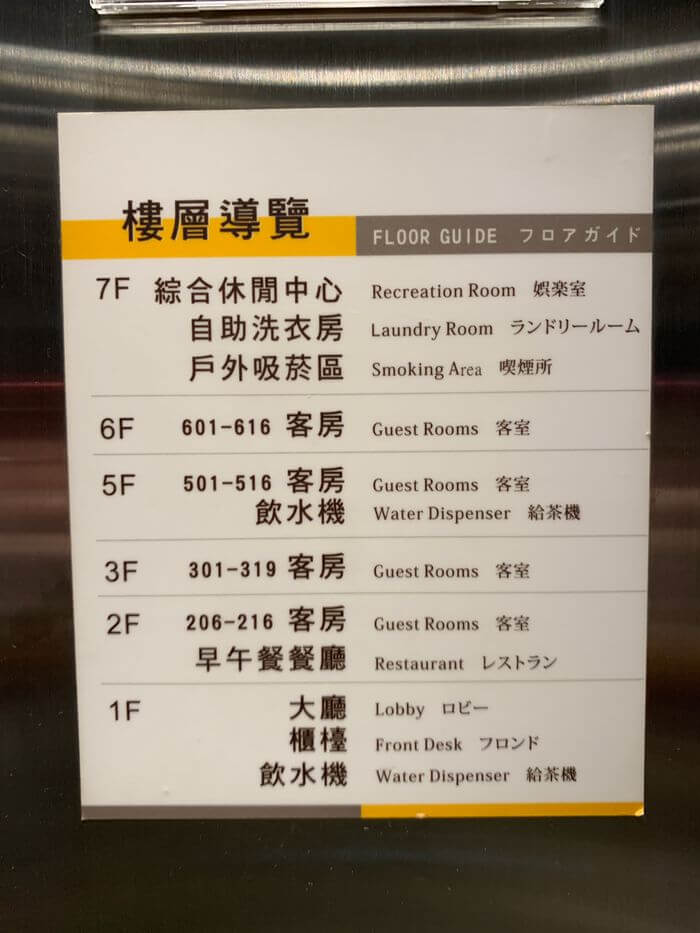 樓層導覽 FLOOR GUIDE フロアガイド
7F 綜合休閒中心 Recreation Room 娯楽室
自助洗衣房 Laundry Room ランドリールーム
戶外吸菸區 Smoking Area 喫煙所
6F 601-616 客房 Guest Rooms 客室
5F 501-516 客房 Guest Rooms 客室
飲水機 Water Dispenser 給茶機
3F 301-319 客房 Guest Rooms 客室
2F 206-216 客房 Guest Rooms 客室
早午餐餐廳 Restaurant レストラン
1F 大廳 Lobby ロビー
櫃檯 Front Desk フロンド
飲水機 Water Dispenser 給茶機